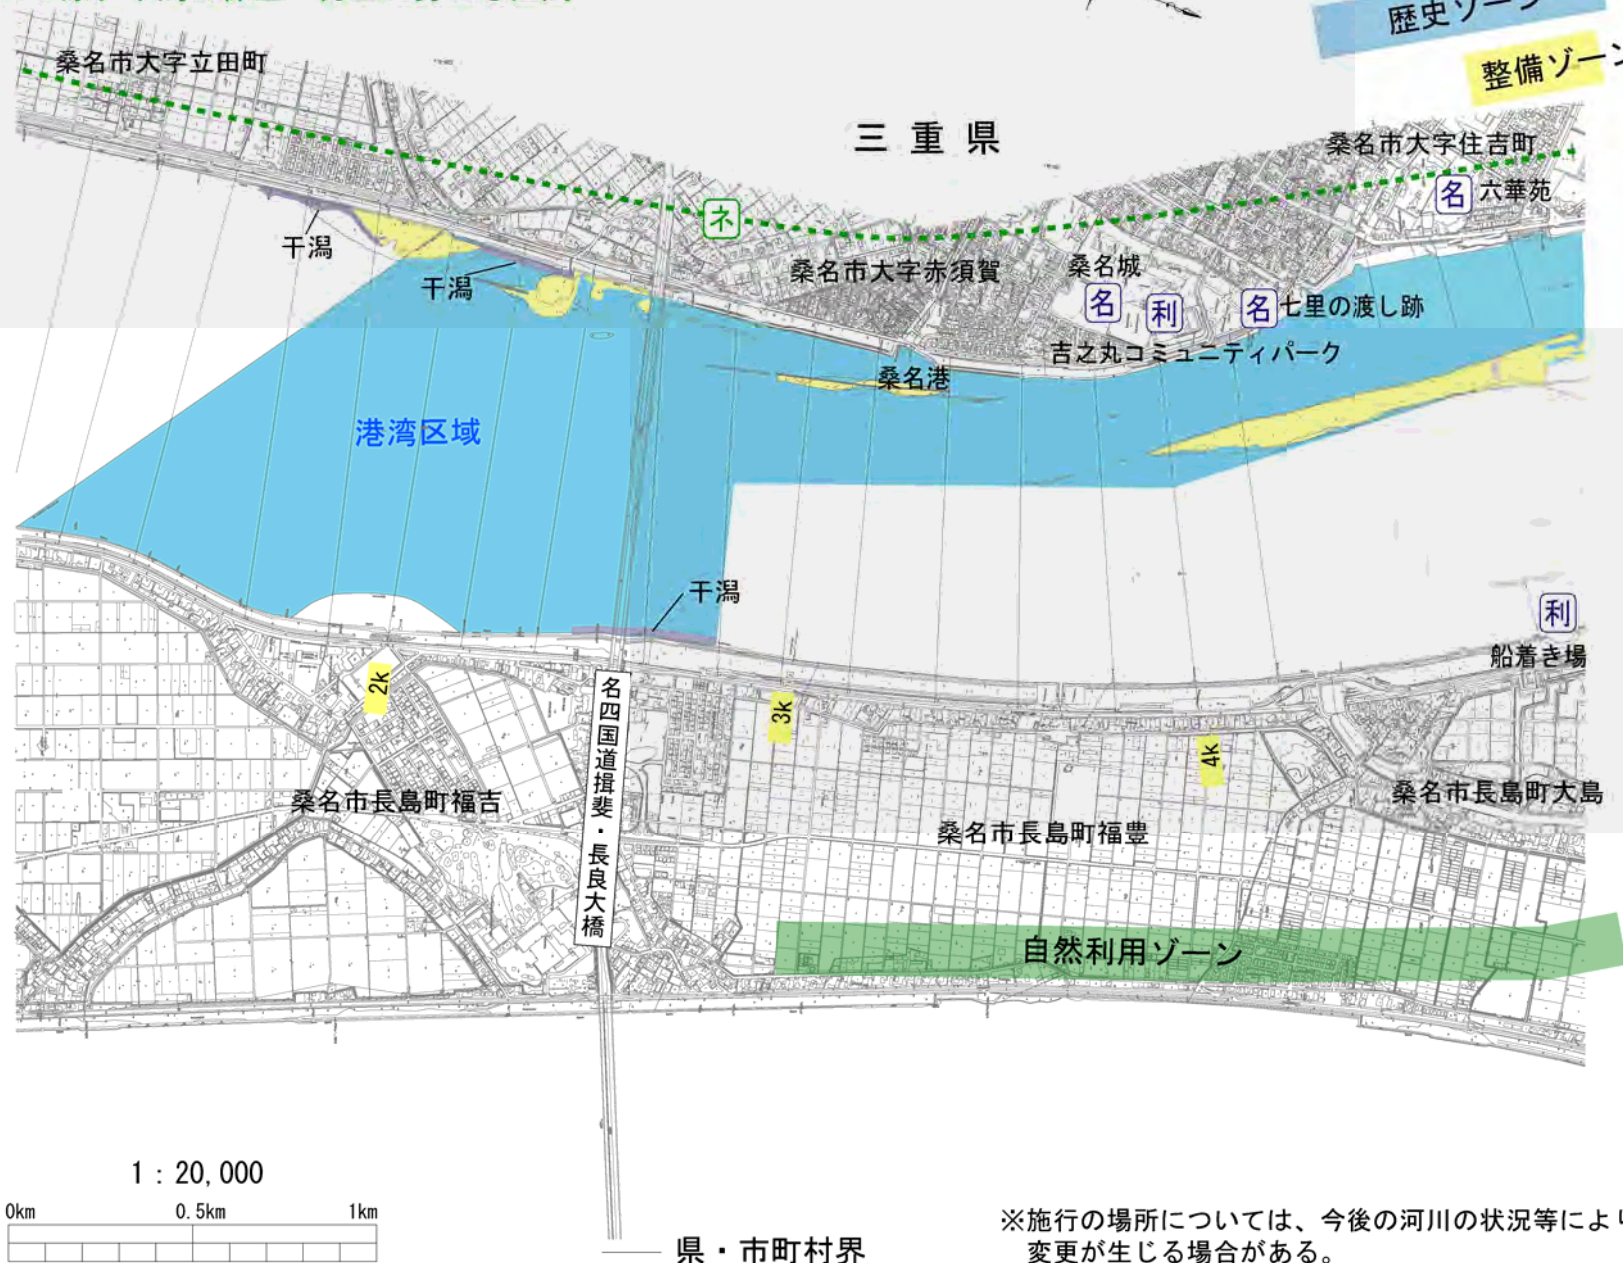 歴史ゾーン
整備ゾーン
桑名市大字立田町
三重県
桑名市大字住吉町
名 六華苑
ネ
干潟
干潟
桑名市大字赤須賀
桑名城
名
利
名 七里の渡し跡
吉之丸コミュニティパーク
桑名港
港湾区域
干潟
利
船着き場
2k
3k
4k
名四国道揖斐・長良大橋
桑名市長島町福吉
桑名市長島町福豊
桑名市長島町大島
自然利用ゾーン
1：20,000
0km 0.5km 1km
県・市町村界
※施行の場所については、今後の河川の状況等により
変更が生じる場合がある。